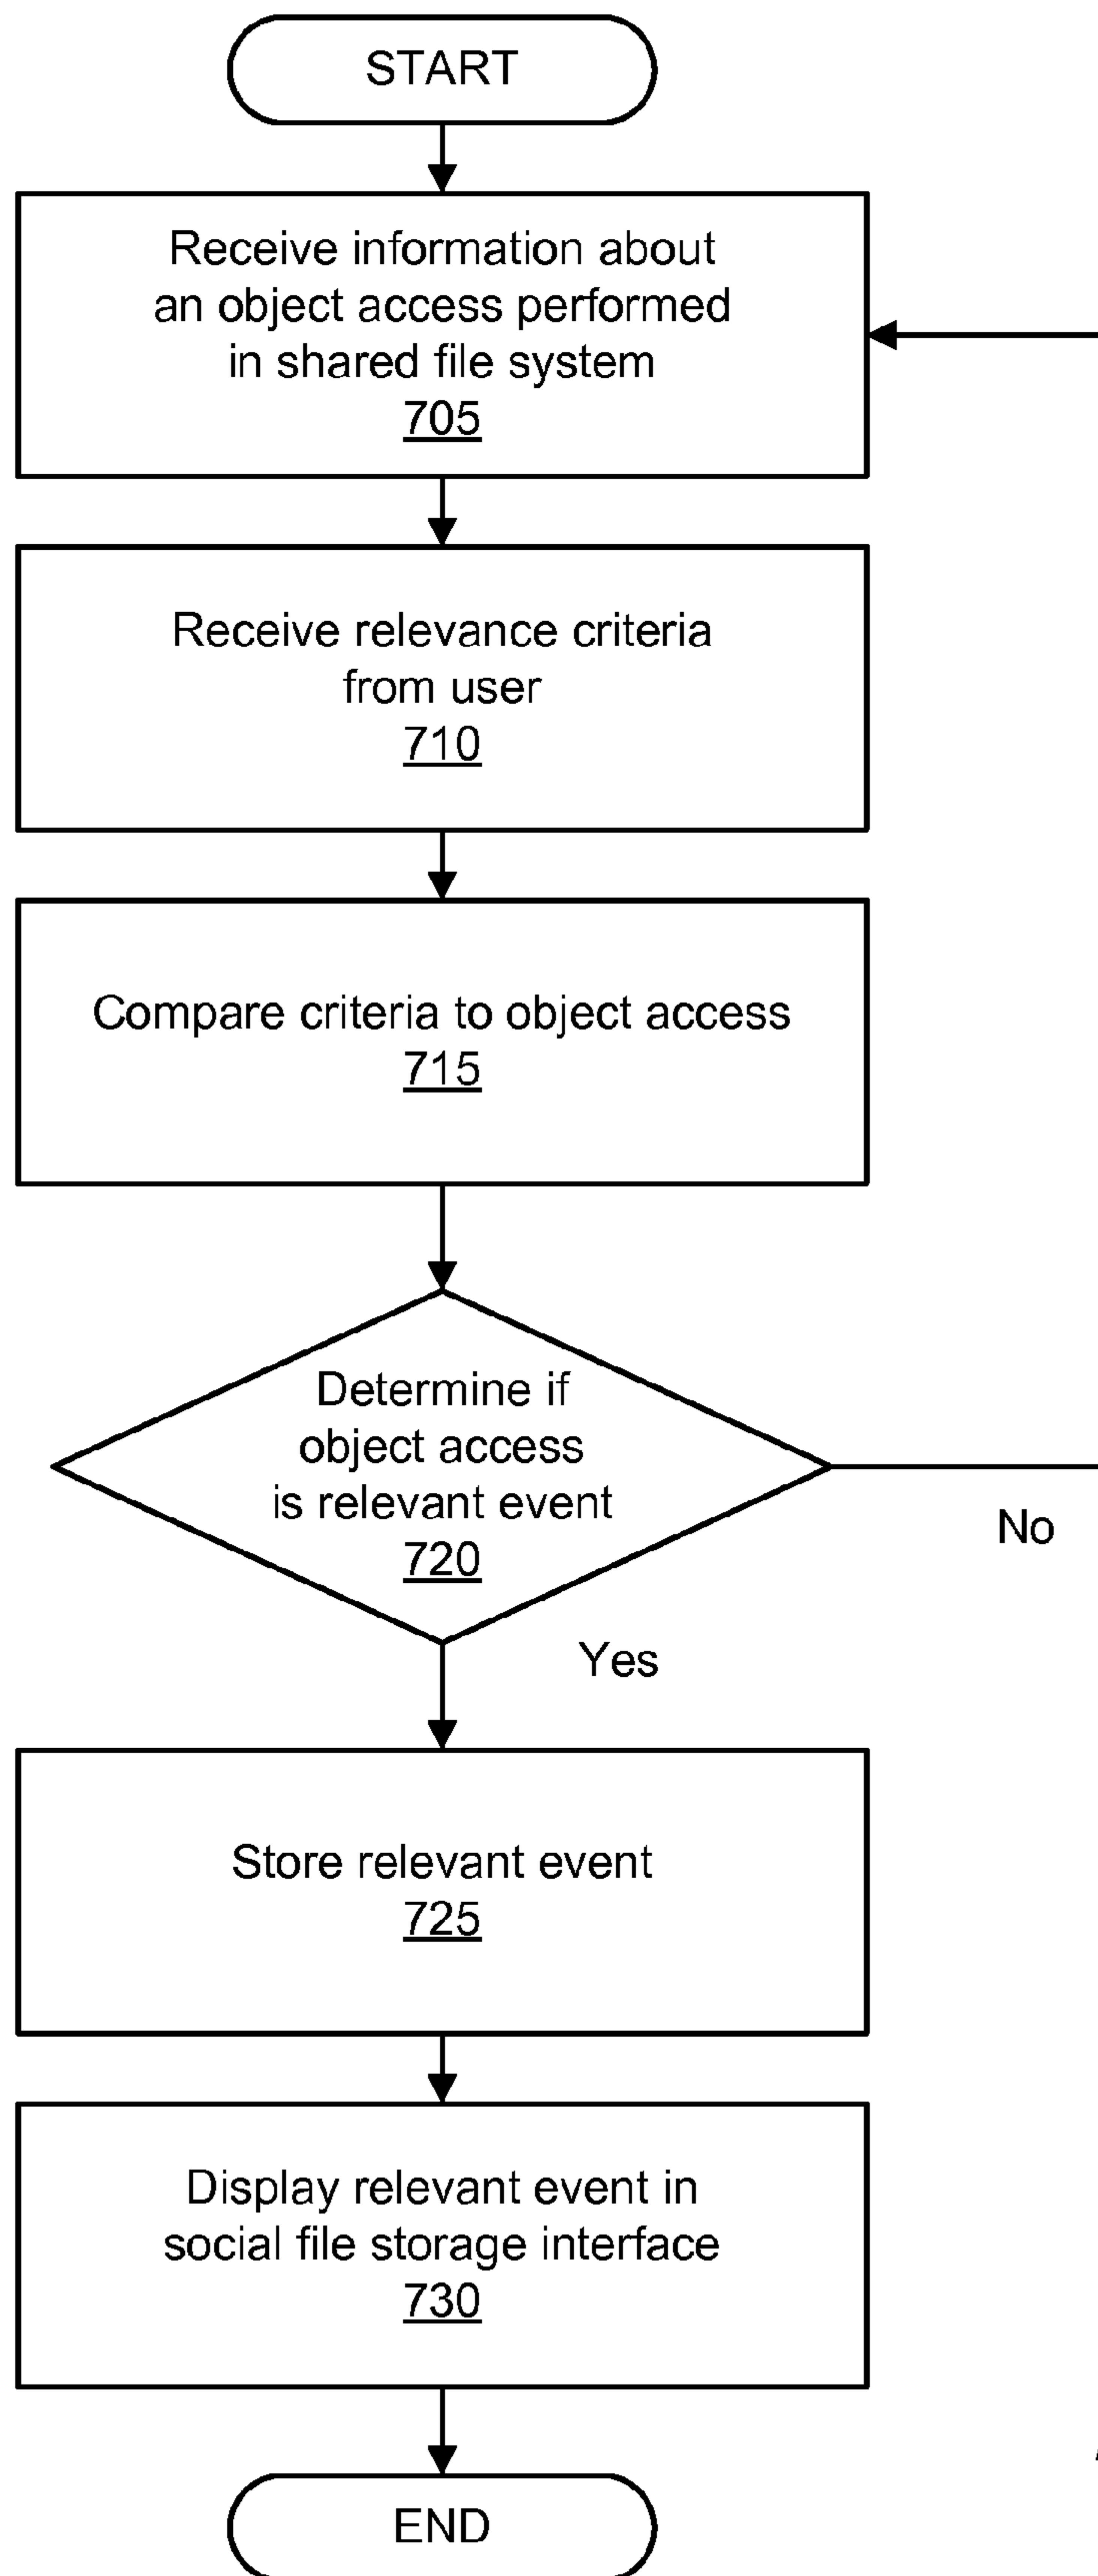 START
Receive information about
an object access performed
in shared file system
705
Receive relevance criteria
from user
710
Compare criteria to object access
715
Determine if
object access
is relevant event
720
No
Yes
Store relevant event
725
Display relevant event in
social file storage interface
730
END